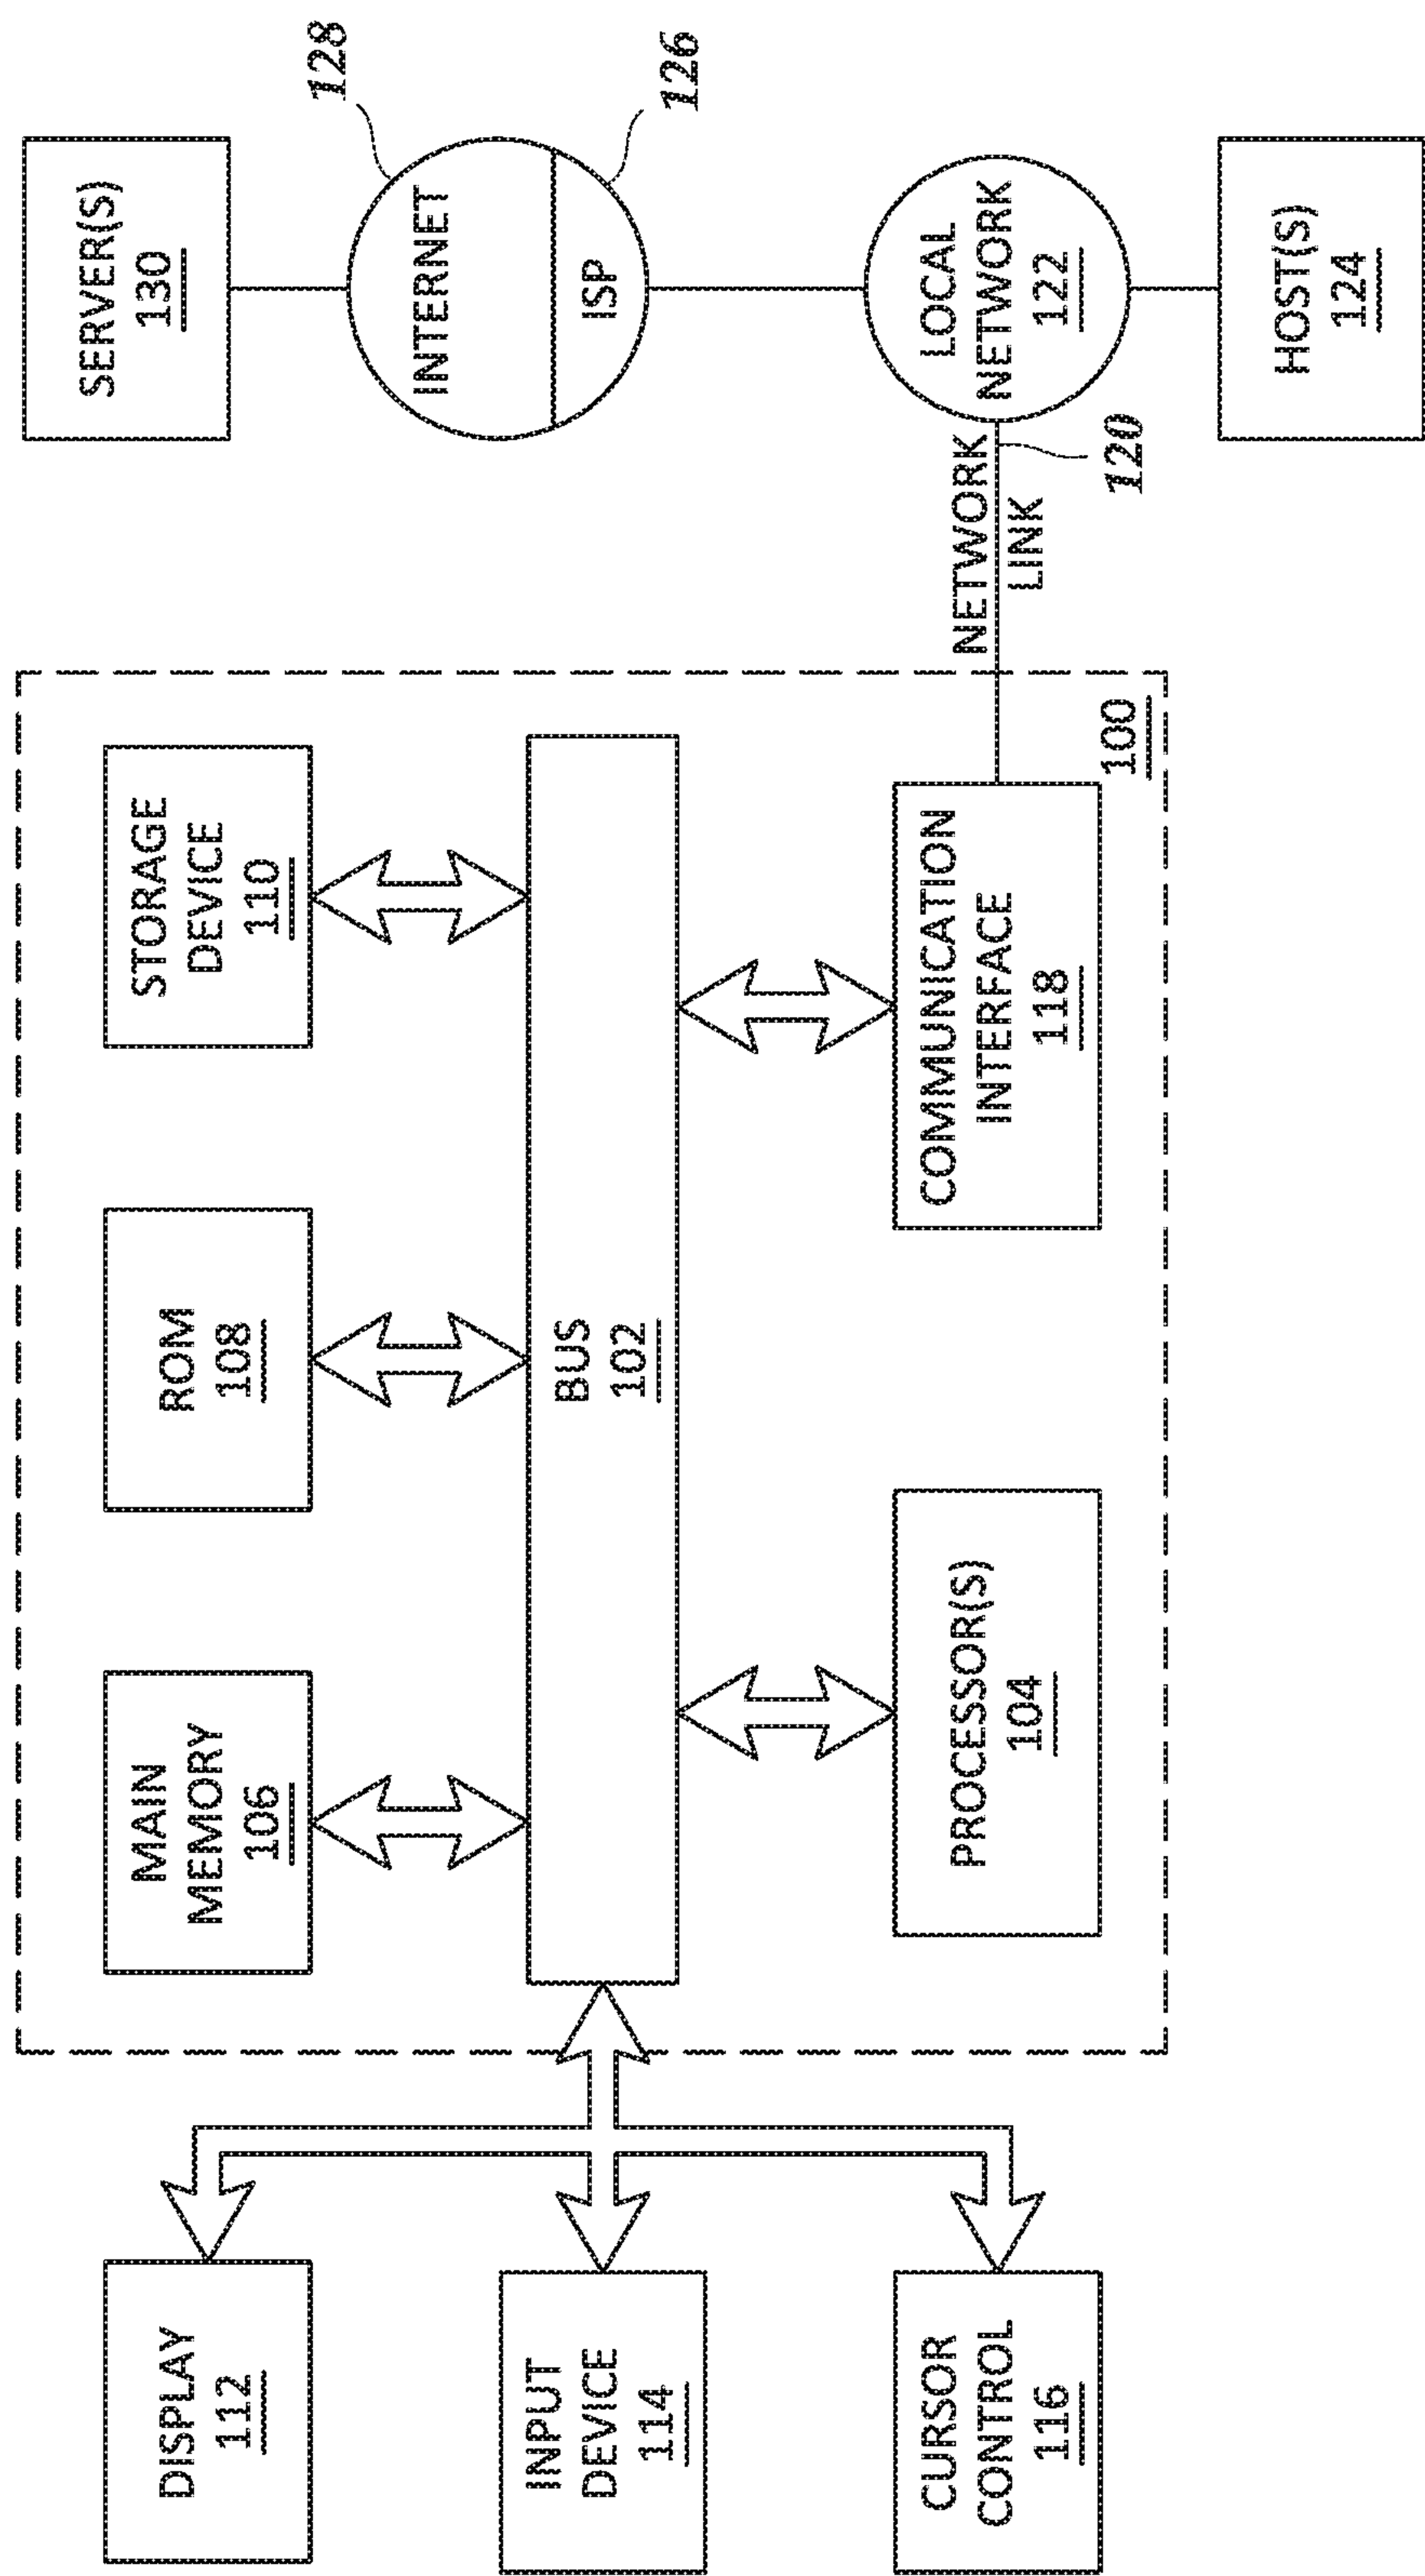 DISPLAY
112
INPUT
DEVICE
114
CURSOR
CONTROL
116
MAIN
MEMORY
106
ROM
108
STORAGE
DEVICE
110
BUS
102
PROCESSOR(S)
104
COMMUNICATION
INTERFACE
118
100
NETWORK
LINK
120
SERVER(S)
130
128
INTERNET
ISP
126
LOCAL
NETWORK
122
HOST(S)
124